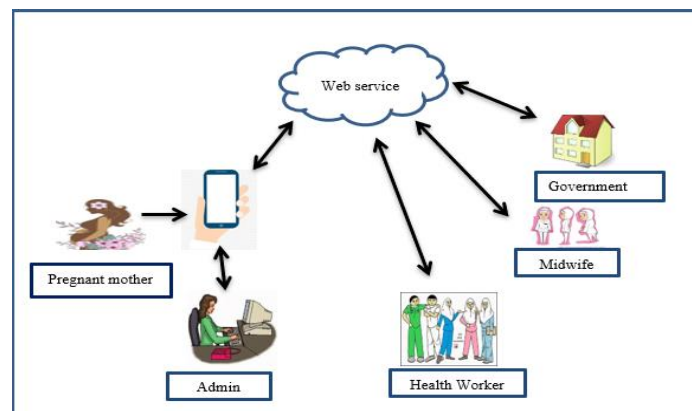 Web service
Government
Midwife
Pregnant mother
Admin
Health Worker